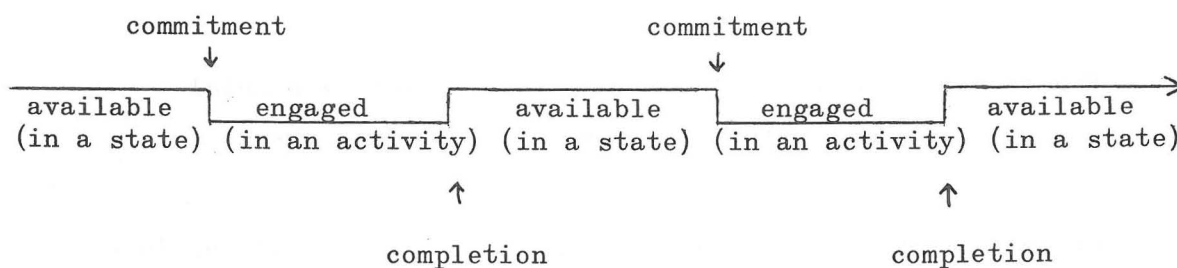 commitment commitment
available engaged available engaged available
(in a state) (in an activity) (in a state) (in an activity) (in a state)
completion completion